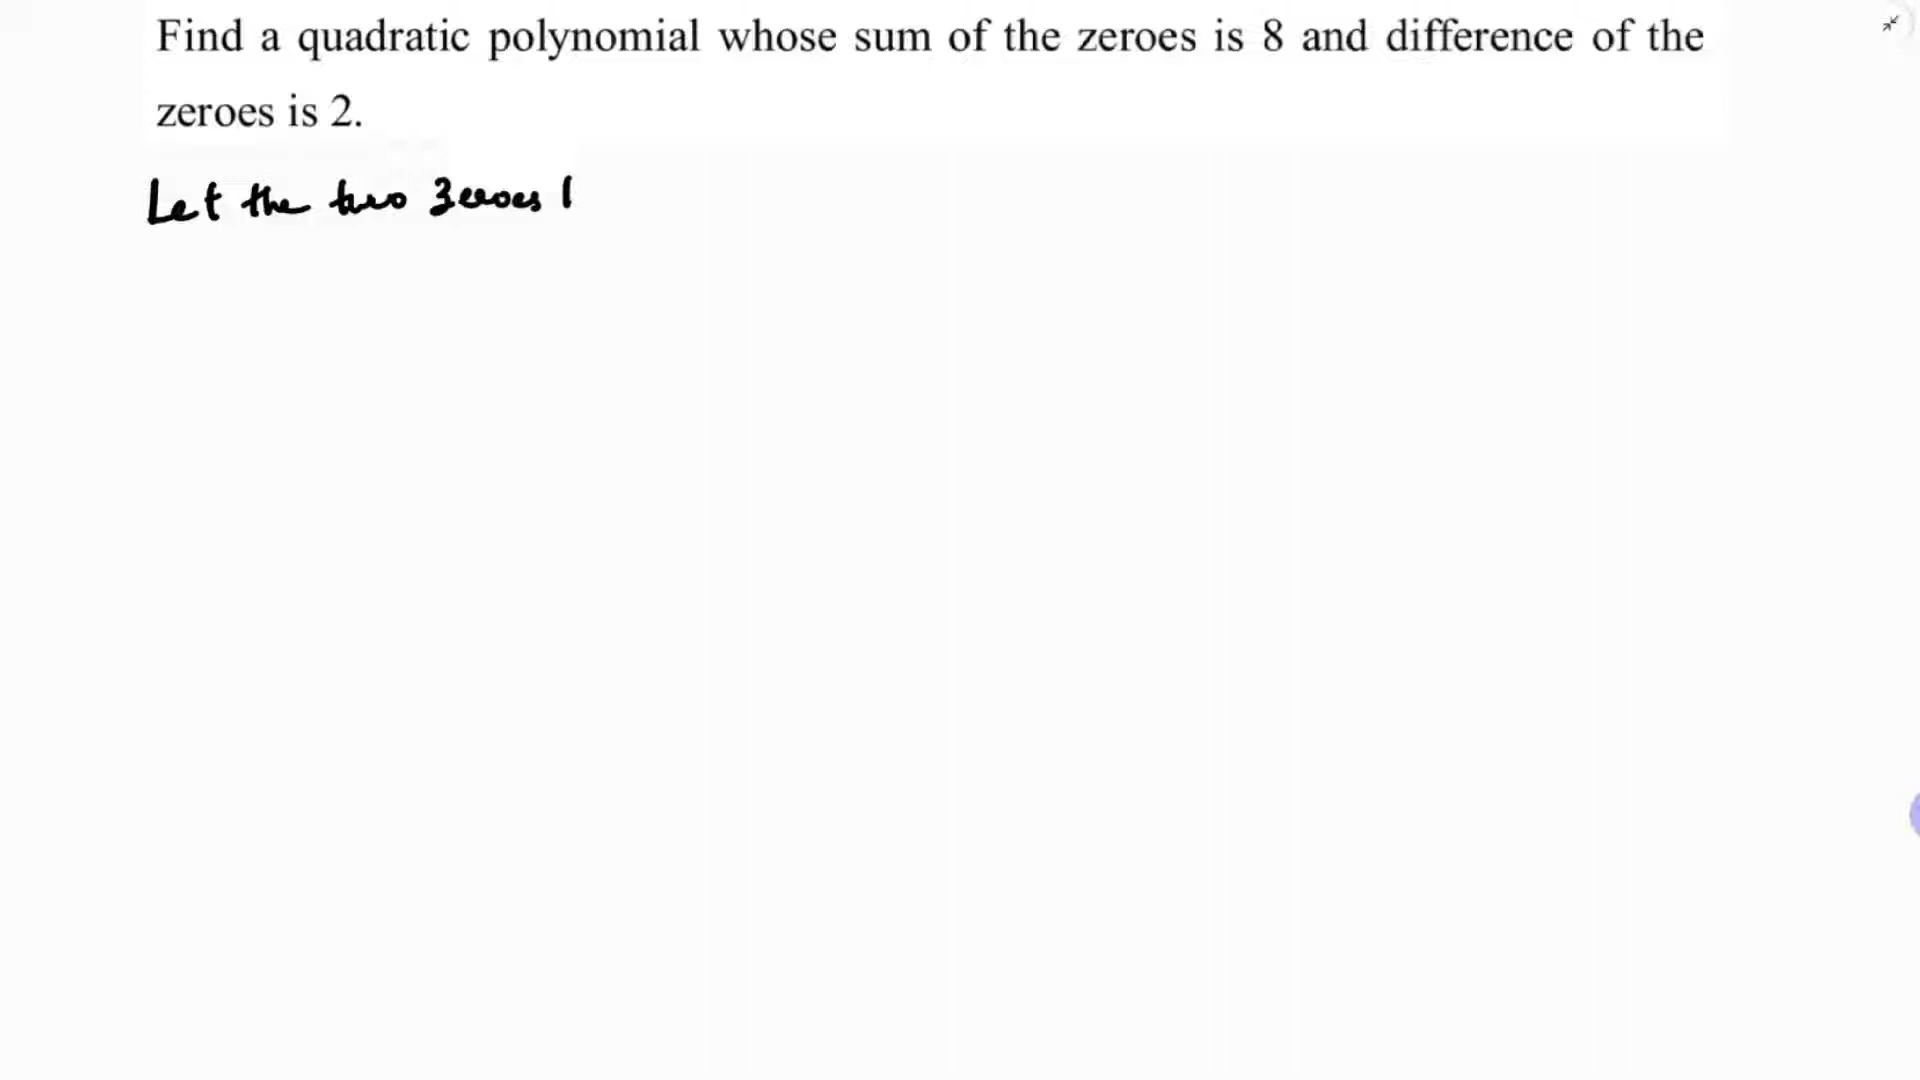 Find a quadratic polynomial whose sum of the zeroes is 8 and difference of the
zeroes is 2.
Let the two zeroes